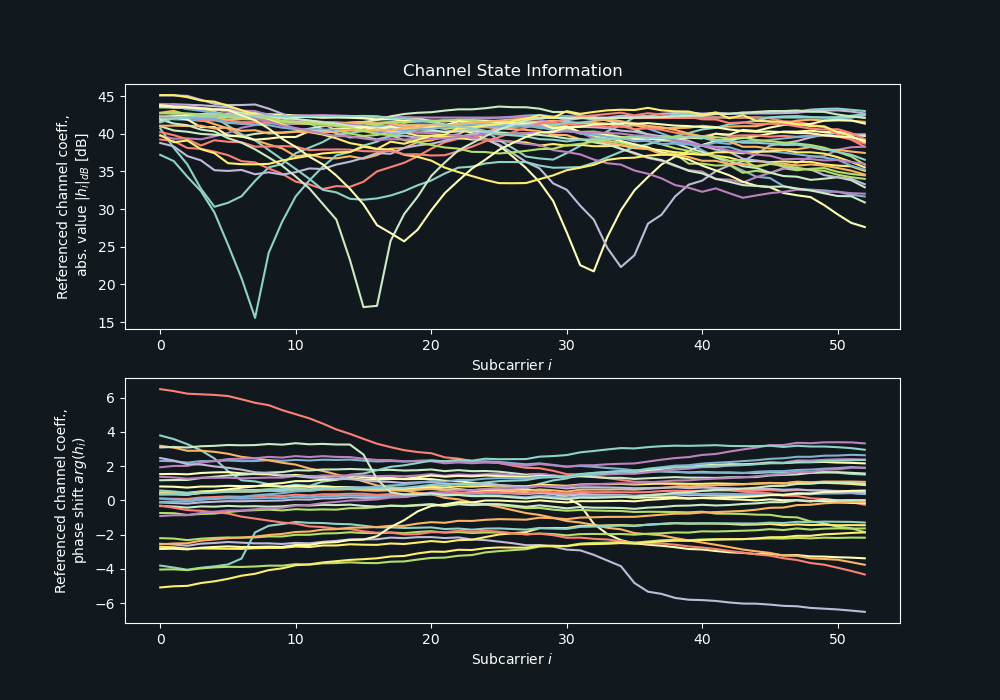 Channel State Information
Referenced channel coeff.,
abs. value |h_i|_dB [dB]
45
40
35
30
25
20
15
0 10 20 30 40 50
Subcarrier i
Referenced channel coeff.,
phase shift arg(h_i)
6
4
2
0
−2
−4
−6
0 10 20 30 40 50
Subcarrier i